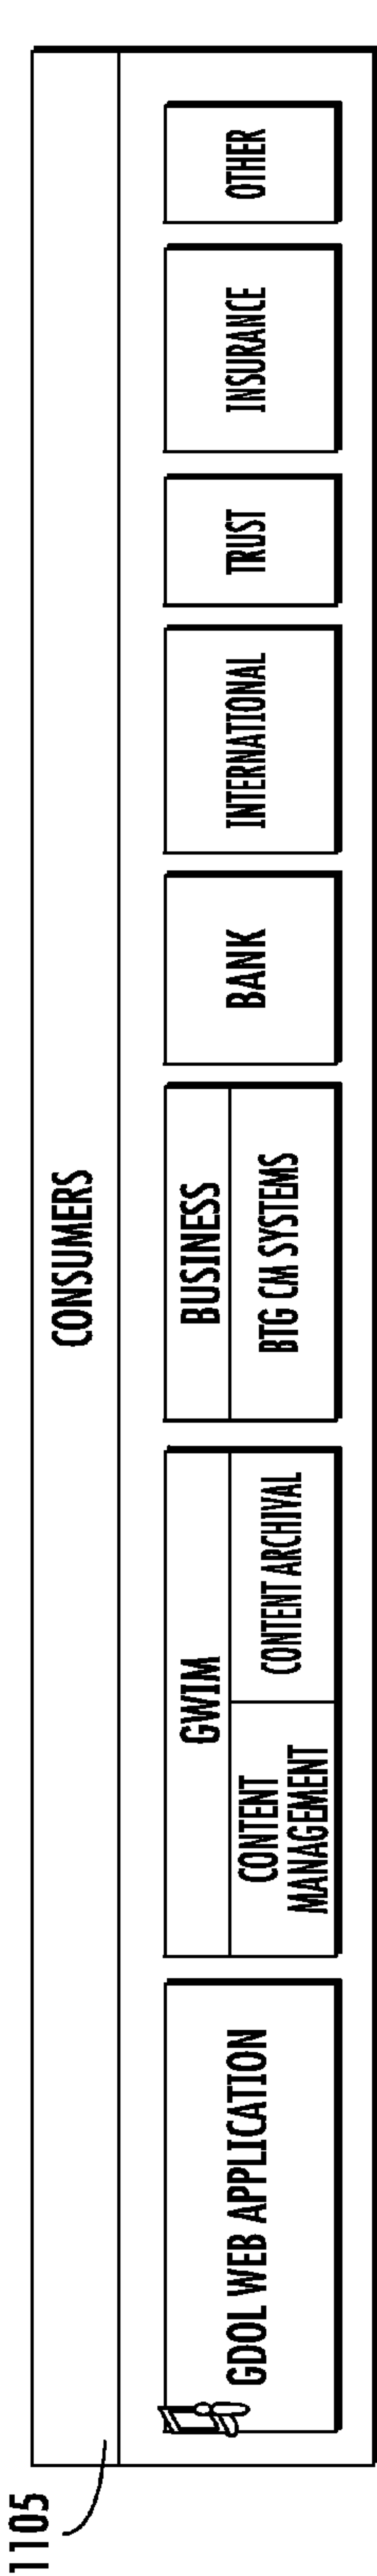 1105
CONSUMERS
GDOL WEB APPLICATION
GWIM
CONTENT
MANAGEMENT
CONTENT ARCHIVAL
BUSINESS
BTG CM SYSTEMS
BANK
INTERNATIONAL
TRUST
INSURANCE
OTHER